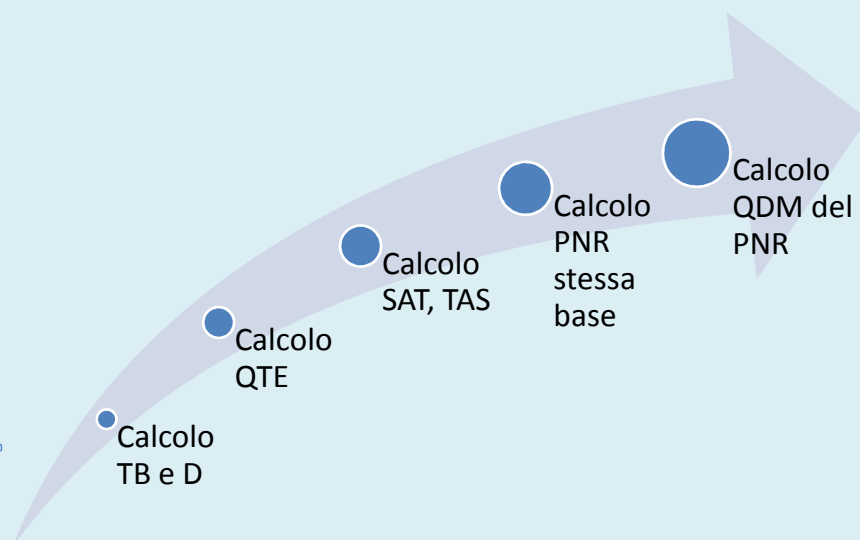 Calcolo
TB e D
Calcolo
QTE
Calcolo
SAT, TAS
Calcolo
PNR
stessa
base
Calcolo
QDM del
PNR